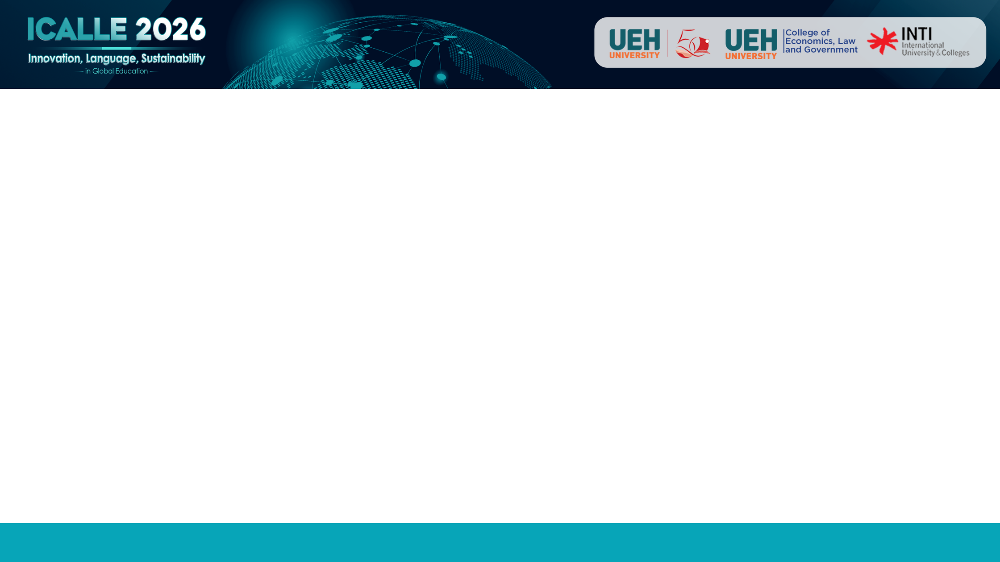 ICALLE 2026
Innovation, Language, Sustainability
in Global Education
UEH
UNIVERSITY
50
UEH
UNIVERSITY
College of
Economics, Law
and Government
INTI
International
University & Colleges